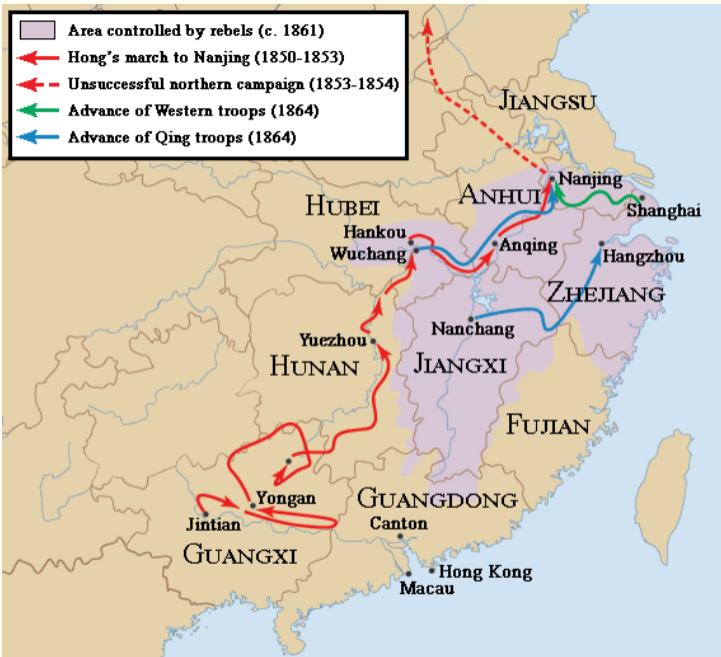 Area controlled by rebels (c. 1861)
Hong's march to Nanjing (1850-1853)
Unsuccessful northern campaign (1853-1854)
Advance of Western troops (1864)
Advance of Qing troops (1864)
JIANGSU
Nanjing
ANHUI
Shanghai
HUBEI
Hankou
Wuchang
Anqing
Hangzhou
ZHEJIANG
Nanchang
Yuezhou
HUNAN
JIANGXI
FUJIAN
Yongan
GUANGDONG
Jintian
Canton
GUANGXI
Hong Kong
Macau